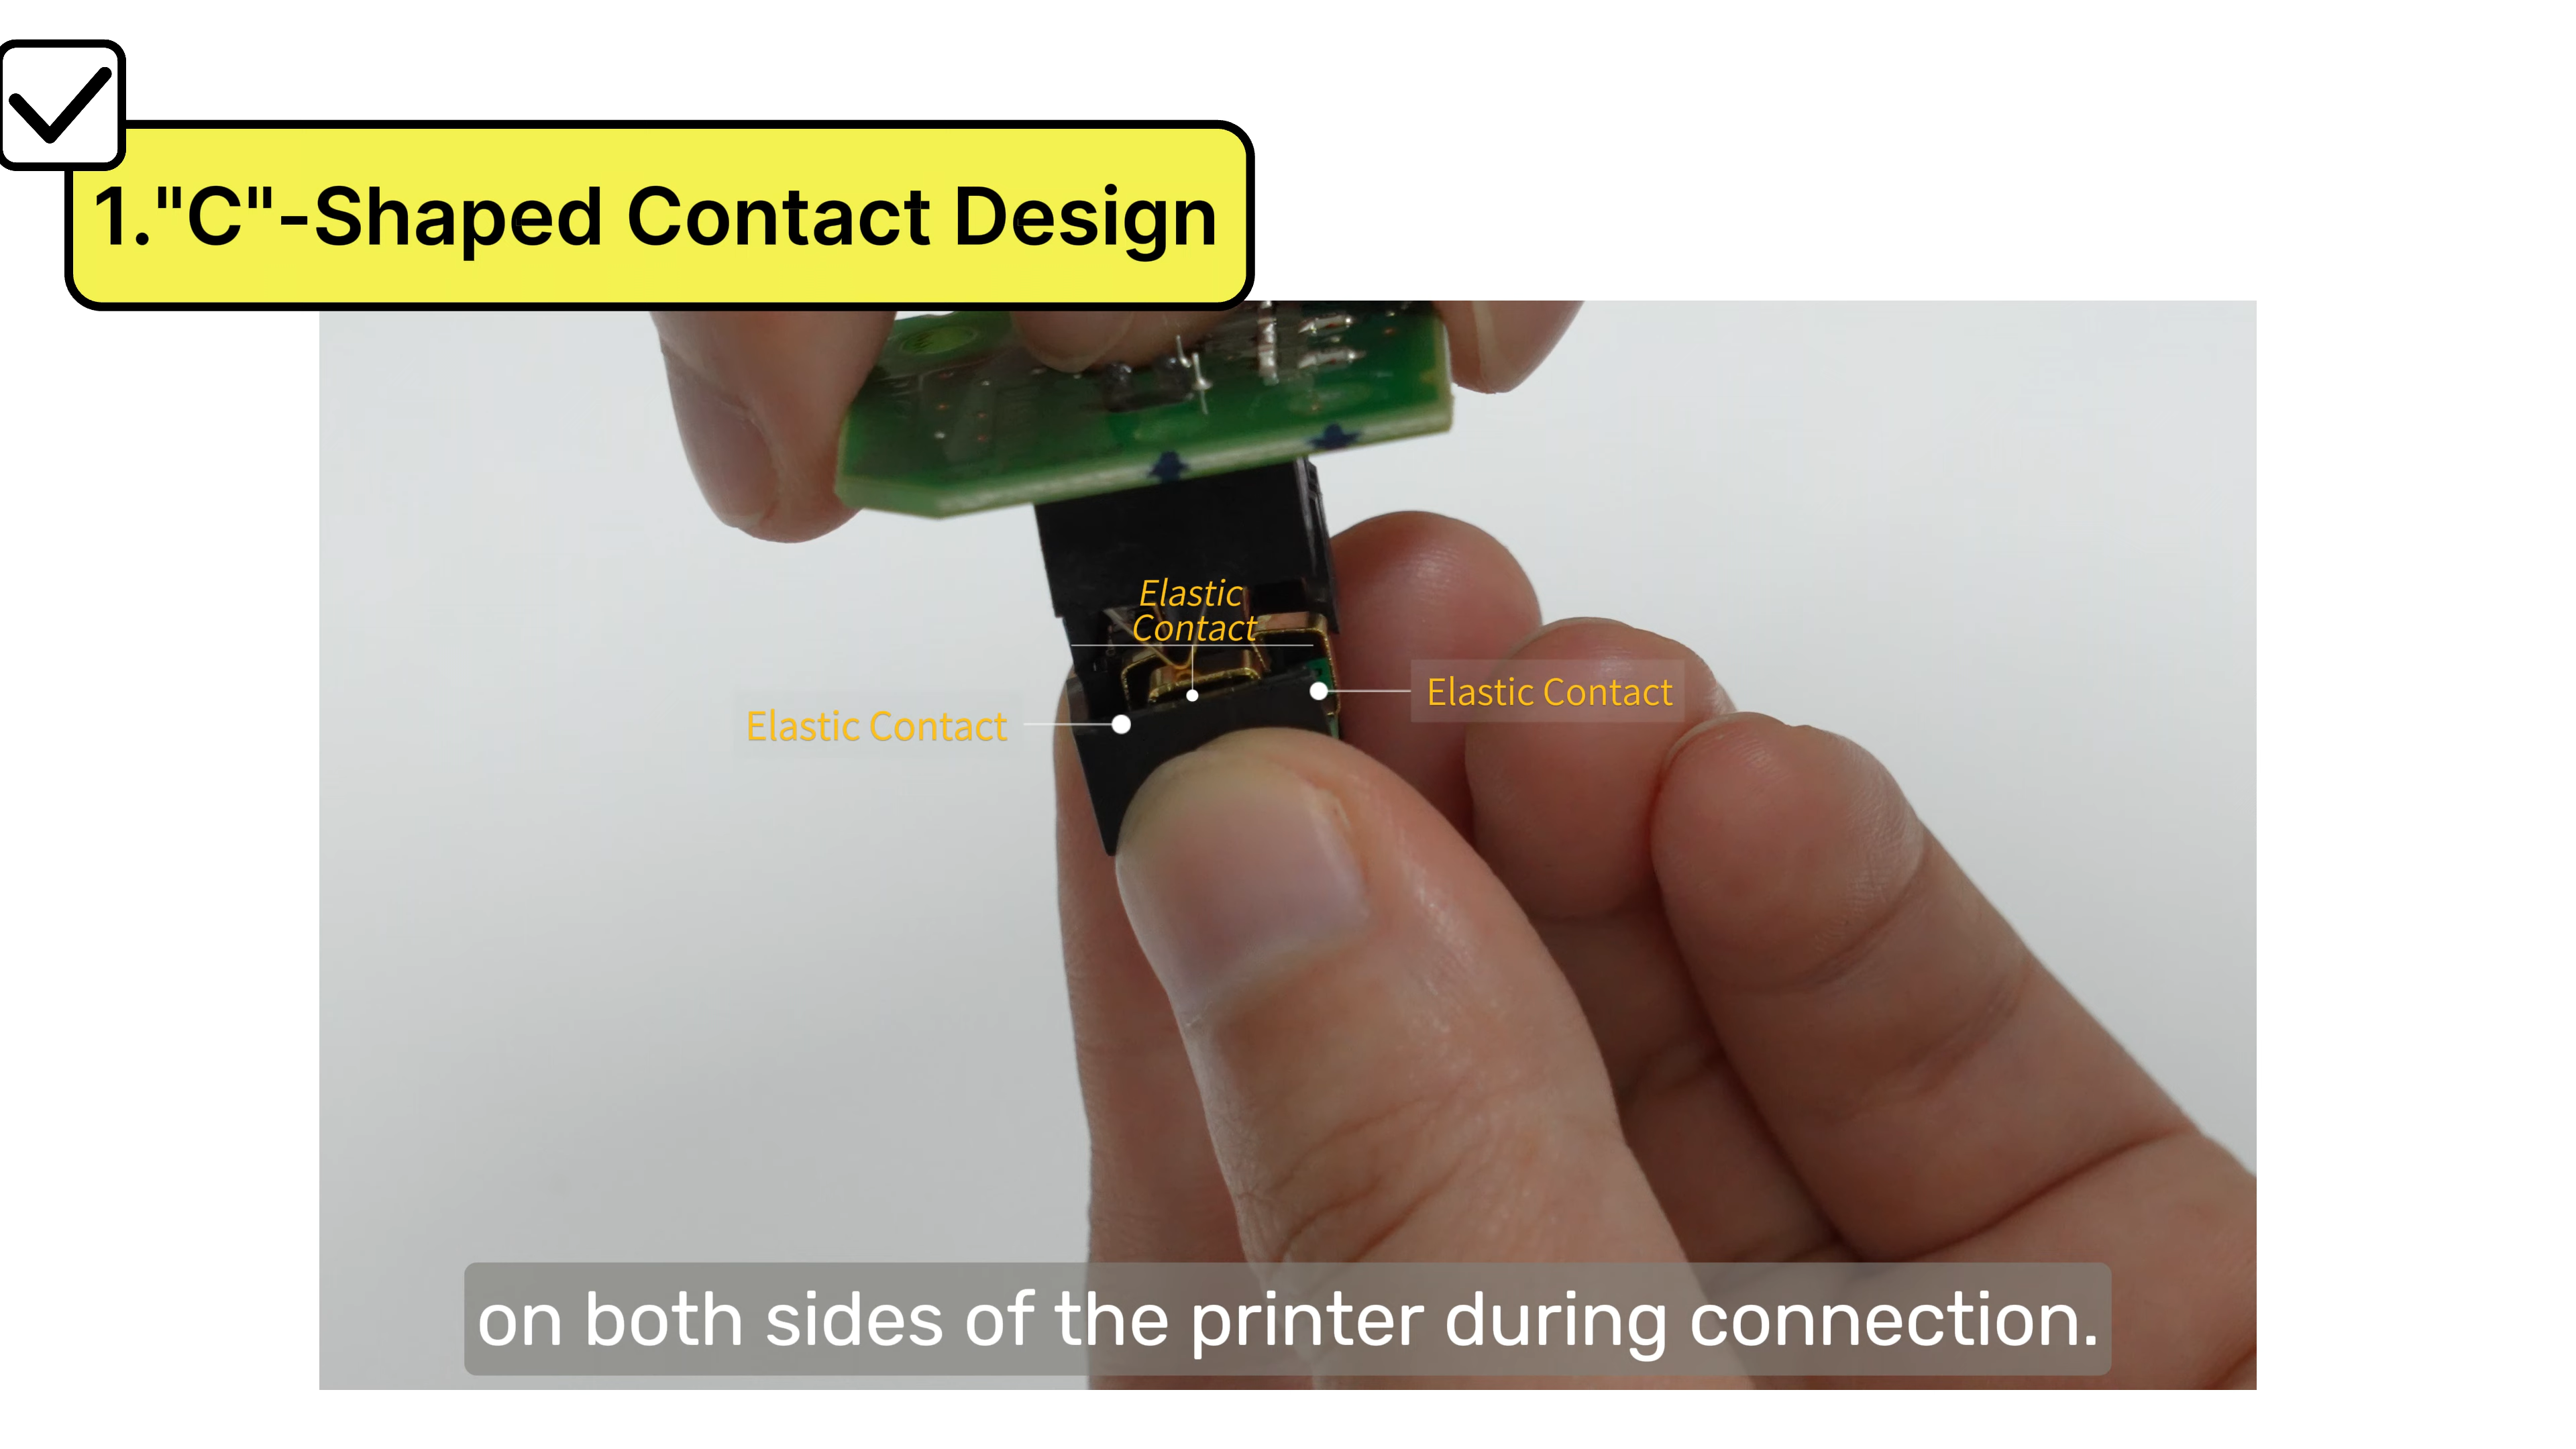 1."C"-Shaped Contact Design
Elastic
Contact
Elastic Contact
Elastic Contact
on both sides of the printer during connection.